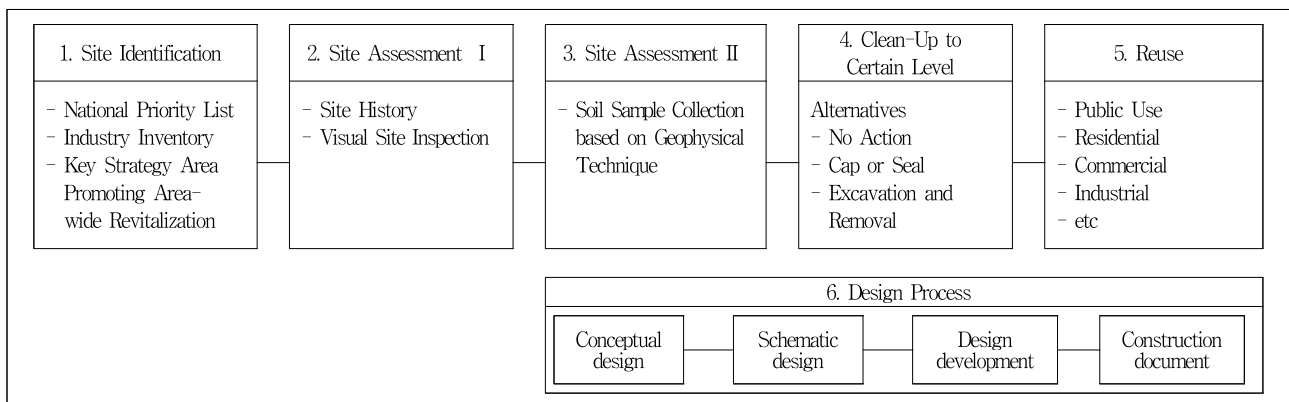 1. Site Identification
- National Priority List
- Industry Inventory
- Key Strategy Area
Promoting Area-
wide Revitalization
2. Site Assessment Ⅰ
- Site History
- Visual Site Inspection
3. Site Assessment Ⅱ
- Soil Sample Collection
based on Geophysical
Technique
4. Clean-Up to
Certain Level
Alternatives
- No Action
- Cap or Seal
- Excavation and
Removal
5. Reuse
- Public Use
- Residential
- Commercial
- Industrial
- etc
6. Design Process
Conceptual
design
Schematic
design
Design
development
Construction
document